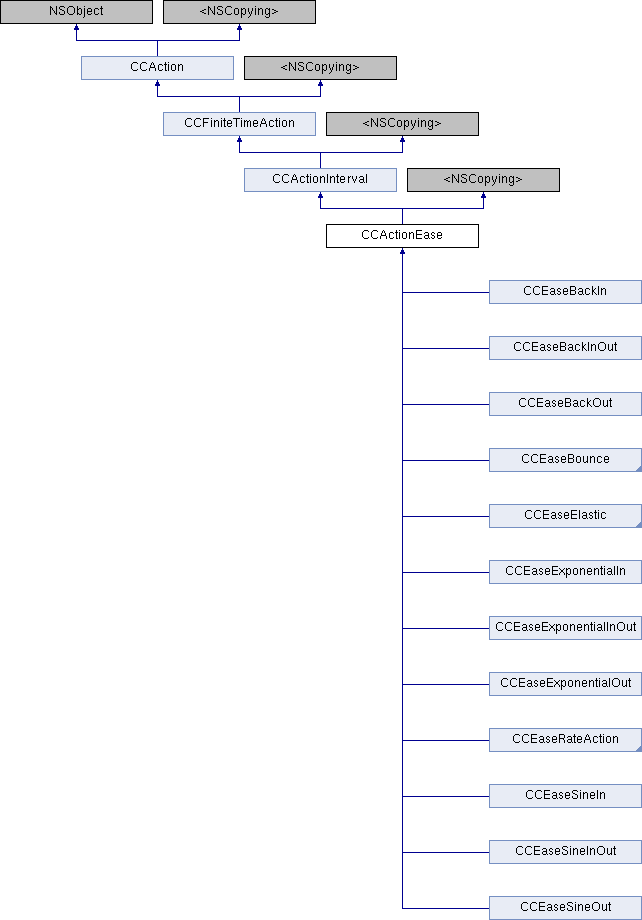 NSObject
<NSCopying>
CCAction
<NSCopying>
CCFiniteTimeAction
<NSCopying>
CCActionInterval
<NSCopying>
CCActionEase
CCEaseBackIn
CCEaseBackInOut
CCEaseBackOut
CCEaseBounce
CCEaseElastic
CCEaseExponentialIn
CCEaseExponentialInOut
CCEaseExponentialOut
CCEaseRateAction
CCEaseSineIn
CCEaseSineInOut
CCEaseSineOut